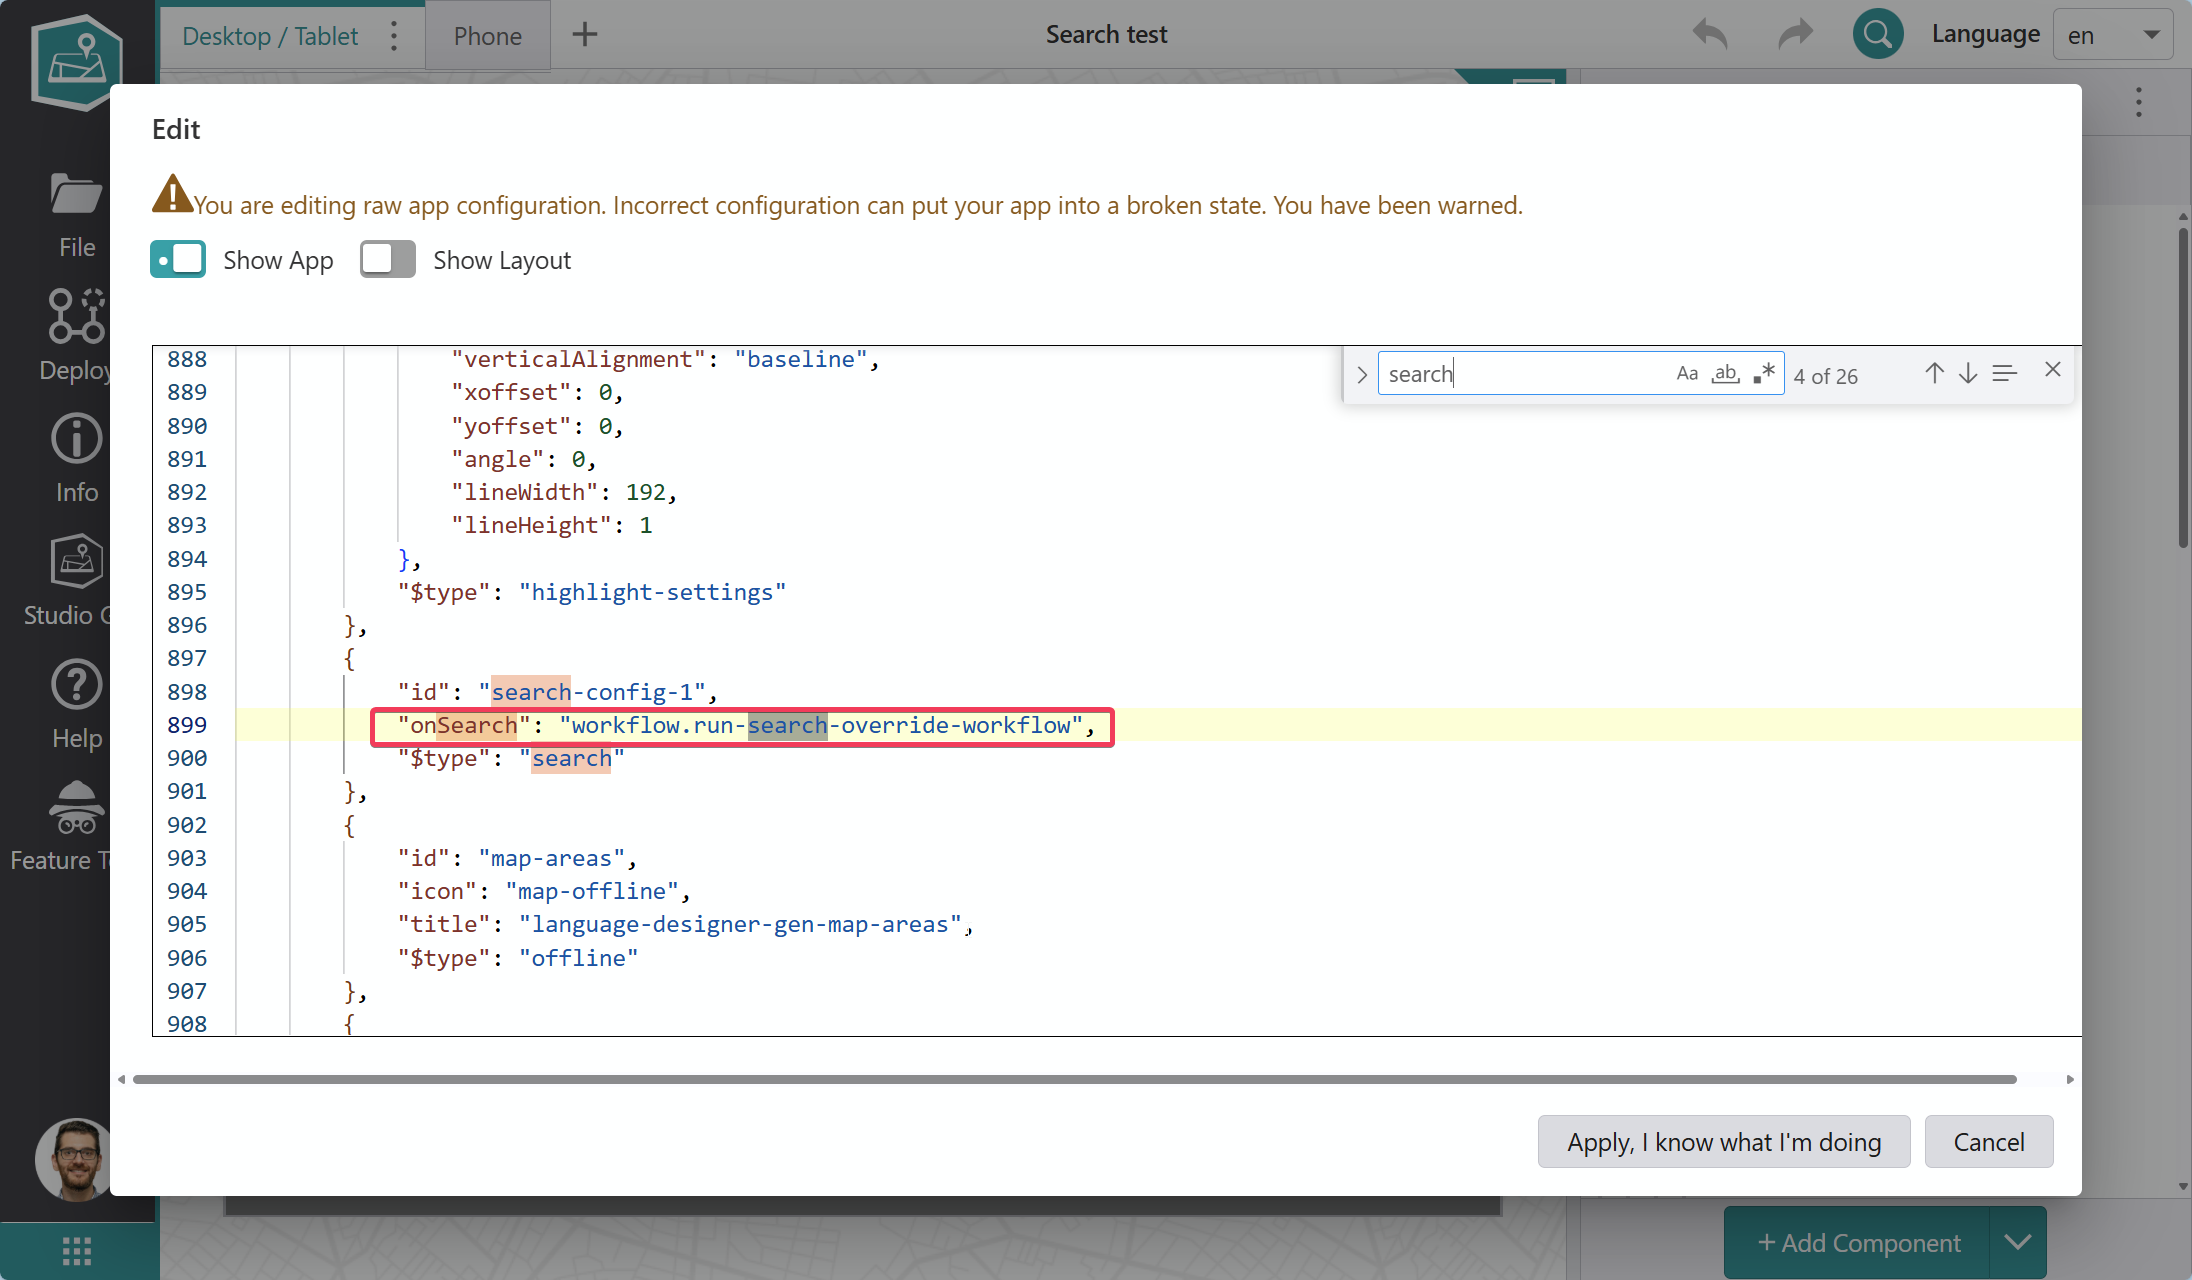 Desktop / Tablet
Phone
Search test
Language
en
File
Deploy
Info
Studio G
Help
Feature T
Edit
You are editing raw app configuration. Incorrect configuration can put your app into a broken state. You have been warned.
Show App
Show Layout
search
Aa
ab
4 of 26
888 "verticalAlignment": "baseline",
889 "xoffset": 0,
890 "yoffset": 0,
891 "angle": 0,
892 "lineWidth": 192,
893 "lineHeight": 1
894 },
895 "$type": "highlight-settings"
896 },
897 {
898 "id": "search-config-1",
899 "onSearch": "workflow.run-search-override-workflow",
900 "$type": "search"
901 },
902 {
903 "id": "map-areas",
904 "icon": "map-offline",
905 "title": "language-designer-gen-map-areas",
906 "$type": "offline"
907 },
908 {
Apply, I know what I'm doing
Cancel
+ Add Component